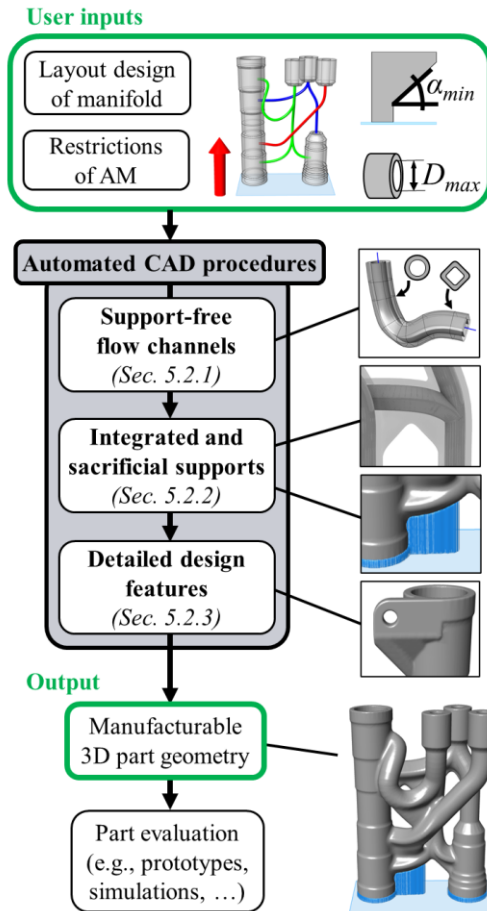 User inputs
Layout design
of manifold
Restrictions
of AM
αmin
Dmax
Automated CAD procedures
Support-free
flow channels
(Sec. 5.2.1)
Integrated and
sacrificial supports
(Sec. 5.2.2)
Detailed design
features
(Sec. 5.2.3)
Output
Manufacturable
3D part geometry
Part evaluation
(e.g., prototypes,
simulations, …)